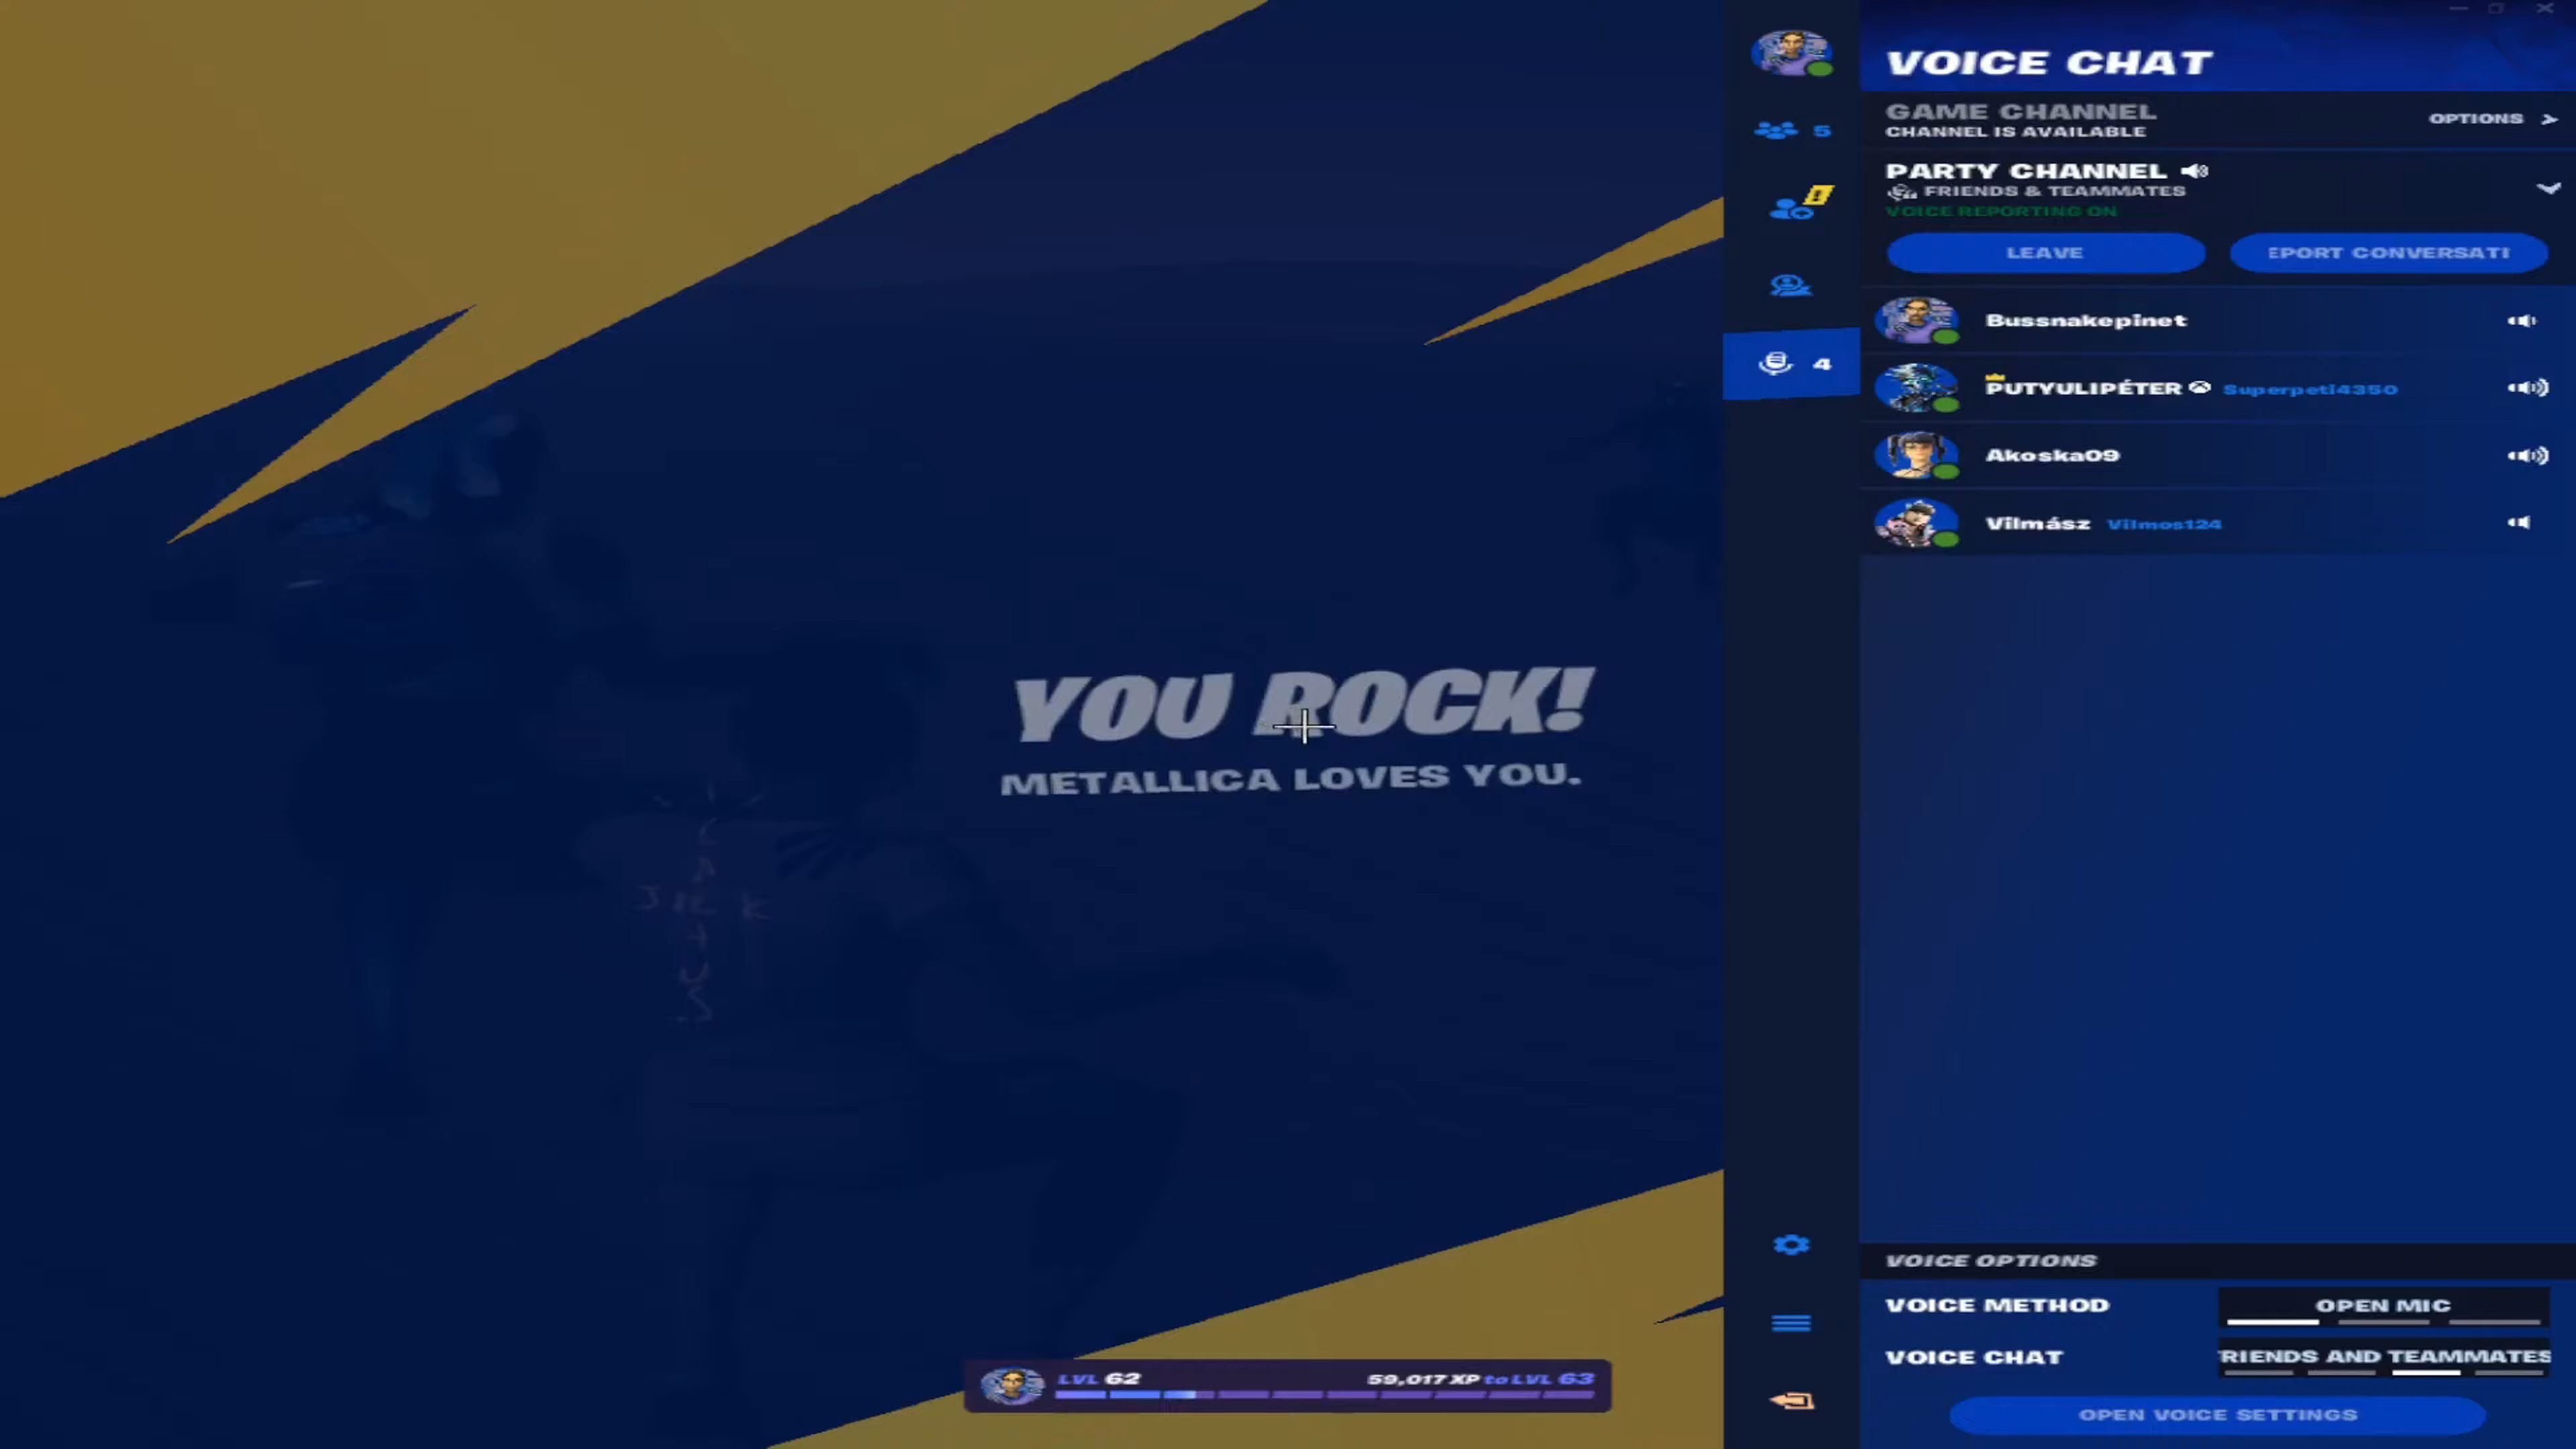 VOICE CHAT
GAME CHANNEL
CHANNEL IS AVAILABLE
OPTIONS >
PARTY CHANNEL
FRIENDS & TEAMMATES
VOICE REPORTING ON
LEAVE
EPORT CONVERSATI
5
4
Bussnakepinet
PUTYULIPÉTER Superpeti4350
Akoska09
Vilmász Vilmos124
YOU ROCK!
METALLICA LOVES YOU.
VOICE OPTIONS
VOICE METHOD OPEN MIC
VOICE CHAT RIENDS AND TEAMMATES
OPEN VOICE SETTINGS
LVL 62 59,017 XP to LVL 63